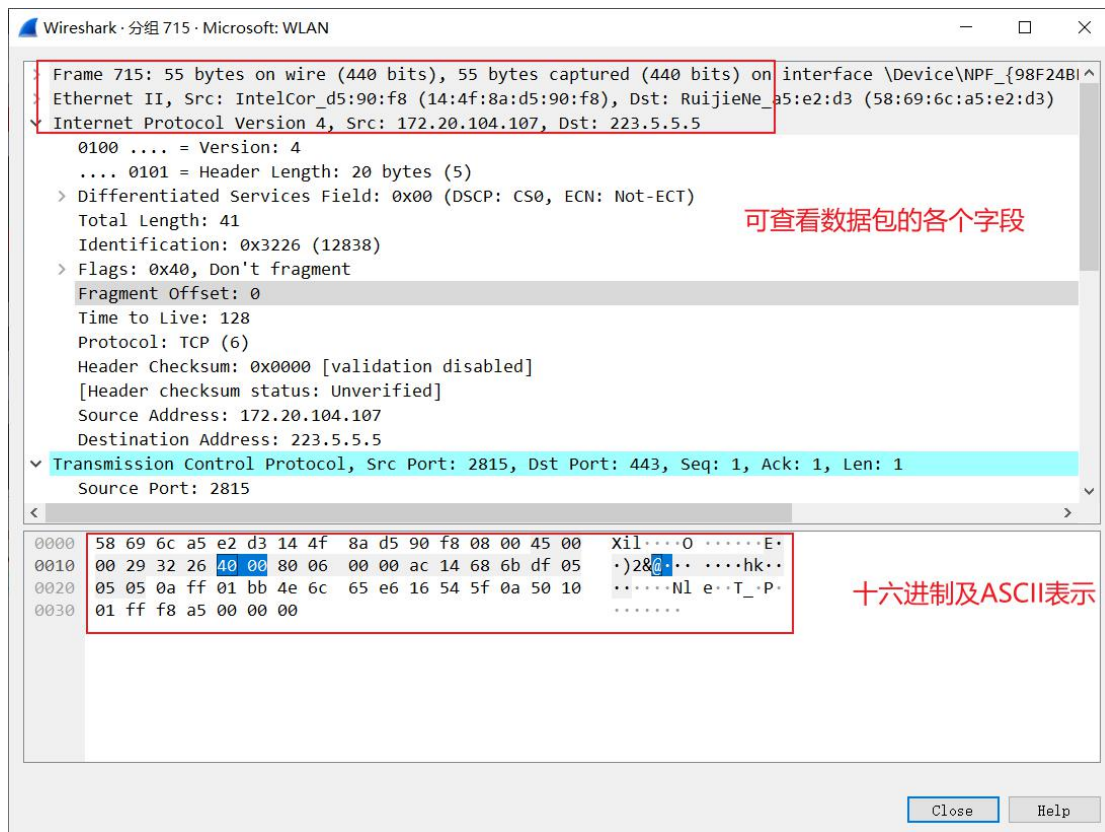 Wireshark · 分组 715 · Microsoft: WLAN
Frame 715: 55 bytes on wire (440 bits), 55 bytes captured (440 bits) on interface \Device\NPF_{98F24B
Ethernet II, Src: IntelCor_d5:90:f8 (14:4f:8a:d5:90:f8), Dst: RuijieNe_a5:e2:d3 (58:69:6c:a5:e2:d3)
Internet Protocol Version 4, Src: 172.20.104.107, Dst: 223.5.5.5
0100 .... = Version: 4
.... 0101 = Header Length: 20 bytes (5)
Differentiated Services Field: 0x00 (DSCP: CS0, ECN: Not-ECT)
Total Length: 41
可查看数据包的各个字段
Identification: 0x3226 (12838)
Flags: 0x40, Don't fragment
Fragment Offset: 0
Time to Live: 128
Protocol: TCP (6)
Header Checksum: 0x0000 [validation disabled]
[Header checksum status: Unverified]
Source Address: 172.20.104.107
Destination Address: 223.5.5.5
Transmission Control Protocol, Src Port: 2815, Dst Port: 443, Seq: 1, Ack: 1, Len: 1
Source Port: 2815
0000 58 69 6c a5 e2 d3 14 4f 8a d5 90 f8 08 00 45 00 Xil····O ······E·
0010 00 29 32 26 40 00 80 06 00 00 ac 14 68 6b df 05 ·)2&@··· ····hk··
0020 05 05 0a ff 01 bb 4e 6c 65 e6 16 54 5f 0a 50 10 ······Nl e··T_·P·
0030 01 ff f8 a5 00 00 00 ·······
十六进制及ASCII表示
Close
Help